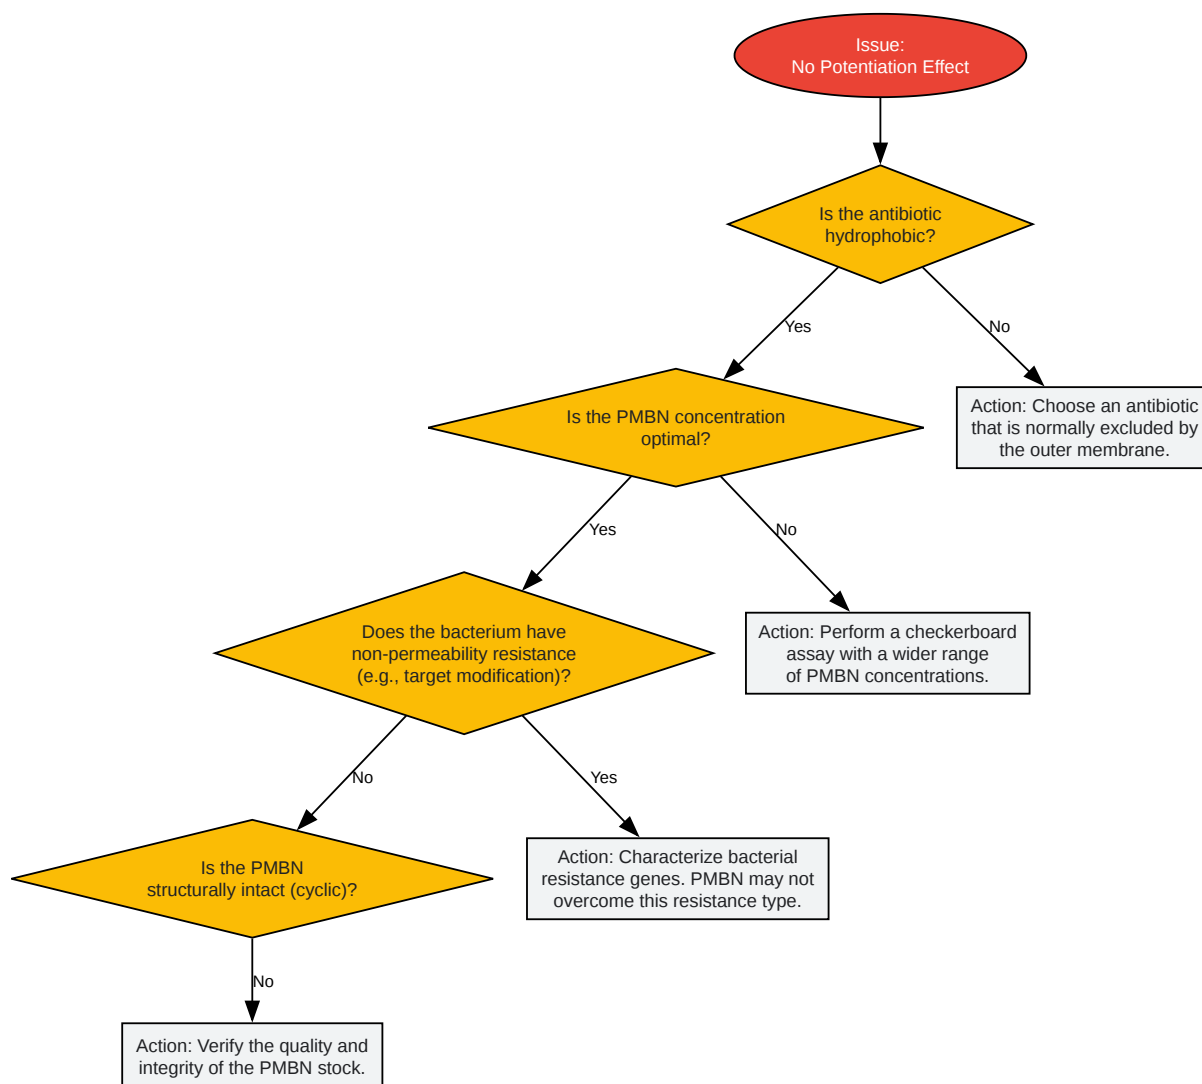 Issue:
No Potentiation Effect
Is the antibiotic
hydrophobic?
Yes
No
Is the PMBN concentration
optimal?
Action: Choose an antibiotic
that is normally excluded by
the outer membrane.
Yes
No
Does the bacterium have
non-permeability resistance
(e.g., target modification)?
Action: Perform a checkerboard
assay with a wider range
of PMBN concentrations.
No
Yes
Is the PMBN
structurally intact (cyclic)?
Action: Characterize bacterial
resistance genes. PMBN may not
overcome this resistance type.
No
Action: Verify the quality and
integrity of the PMBN stock.